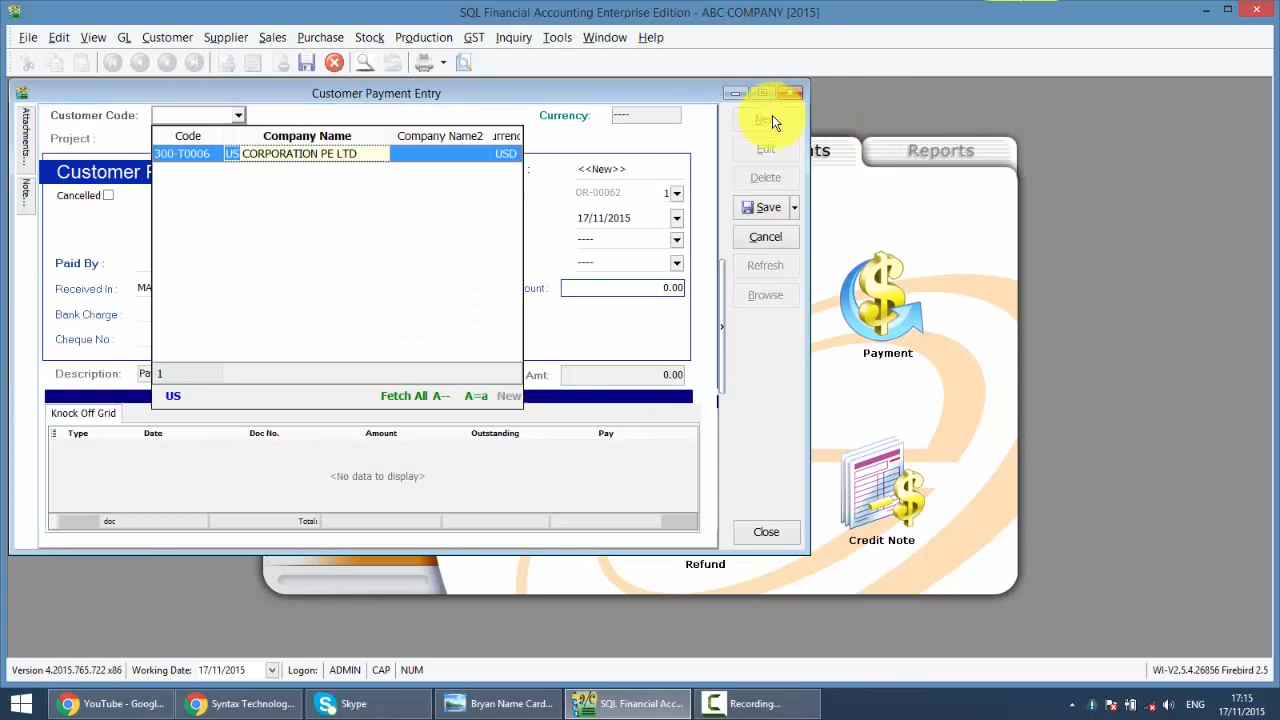 SQL Financial Accounting Enterprise Edition - ABC COMPANY [2015]
File Edit View GL Customer Supplier Sales Purchase Stock Production GST Inquiry Tools Window Help
Customer Payment Entry
Customer Code:
Currency: ----
Project :
Code Company Name Company Name2
300-T0006 US CORPORATION PE LTD USD
Customer
Cancelled
<<New>>
OR-00062 1
17/11/2015
----
----
Paid By :
Received In : MA
ount : 0.00
Bank Charge :
Cheque No :
Description: Pa
1
Amt: 0.00
US Fetch All A-- A=a New
Knock Off Grid
Type Date Doc No. Amount Outstanding Pay
<No data to display>
doc Total:
Attachments...
Note...
New
Edit
Delete
Save
Cancel
Refresh
Browse
Close
nts
Reports
Payment
Credit Note
Refund
Version 4.2015.765.722 x86 Working Date: 17/11/2015 Logon: ADMIN CAP NUM WI-V2.5.4.26856 Firebird 2.5
YouTube - Googl... Syntax Technolog... Skype Bryan Name Card... SQL Financial Acc... Recording... ENG 17:15
17/11/2015